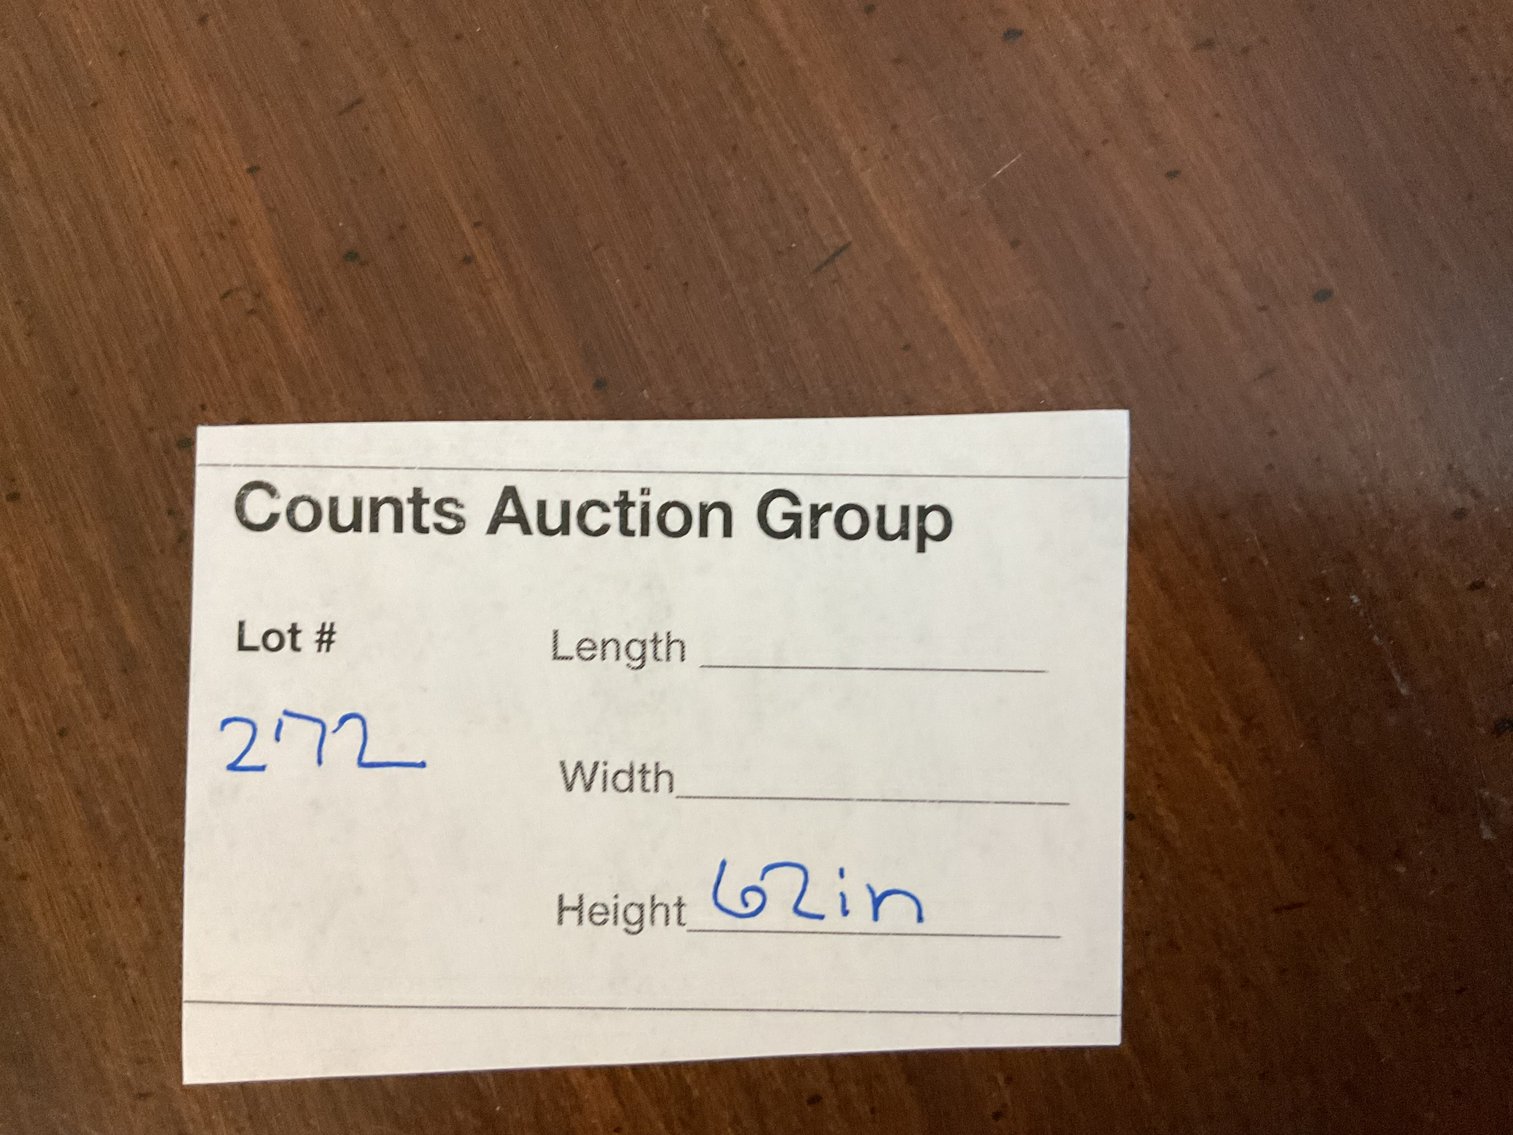 Counts Auction Group
Lot #
272
Length
Width
Height 62in